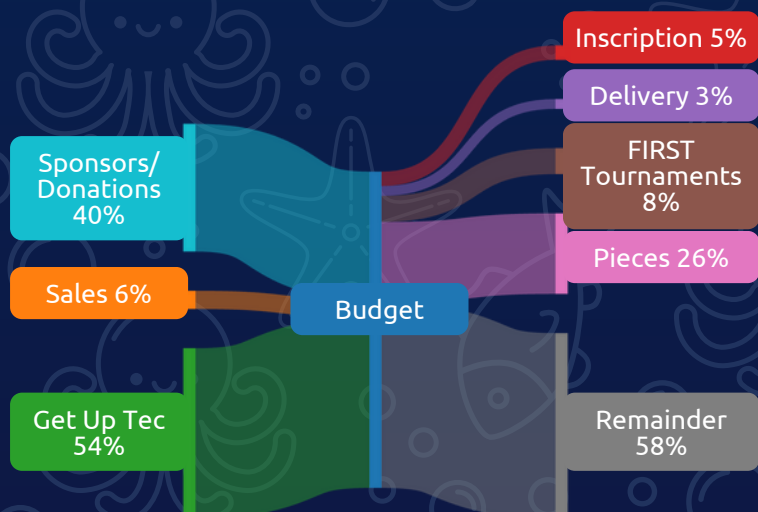 Sponsors/
Donations
40%
Sales 6%
Get Up Tec
54%
Budget
Inscription 5%
Delivery 3%
FIRST
Tournaments
8%
Pieces 26%
Remainder
58%